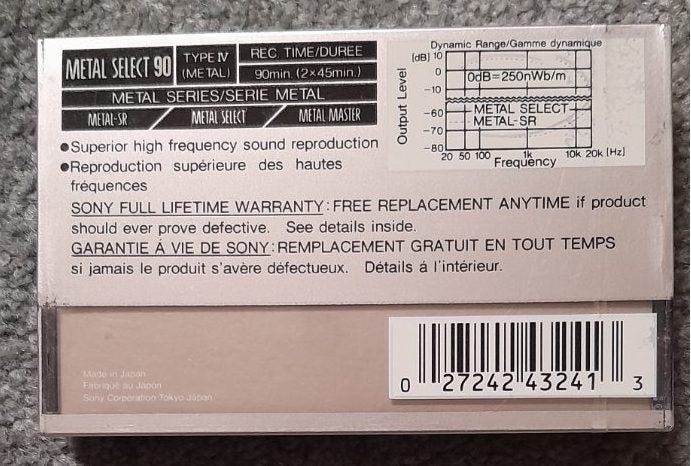 METAL SELECT 90
TYPE IV
(METAL)
REC TIME/DUREE
90min. (2×45min.)
METAL SERIES/SERIE METAL
METAL-SR
METAL SELECT
METAL MASTER
Dynamic Range/Gamme dynamique
[dB] 10
0
-10
-60
-70
-80
Output Level
0dB=250nWb/m
METAL SELECT
METAL-SR
20 50 100 1k 10k 20k [Hz]
Frequency
●Superior high frequency sound reproduction
●Reproduction supérieure des hautes
fréquences
SONY FULL LIFETIME WARRANTY:FREE REPLACEMENT ANYTIME if product
should ever prove defective. See details inside.
GARANTIE Á VIE DE SONY:REMPLACEMENT GRATUIT EN TOUT TEMPS
si jamais le produit s'avère défectueux. Détails á l'intérieur.
Made in Japan
Fabriqué au Japon
Sony Corporation Tokyo Japan
0 27242 43241 3